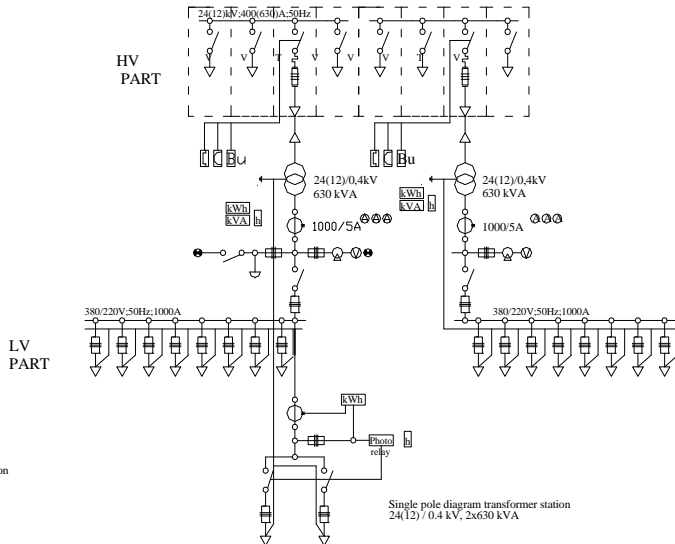 24(12)kV;400(630)A;50Hz
V V T V V V T V
HV
PART
Bu Bu
24(12)/0,4kV
630 kVA
24(12)/0,4kV
630 kVA
kWh
kVA
h
kWh
kVA
h
1000/5A
A A A
1000/5A
A A A
V V
380/220V;50Hz;1000A
380/220V;50Hz;1000A
LV
PART
kWh
Photo
relay
h
on
Single pole diagram transformer station
24(12) / 0.4 kV, 2x630 kVA